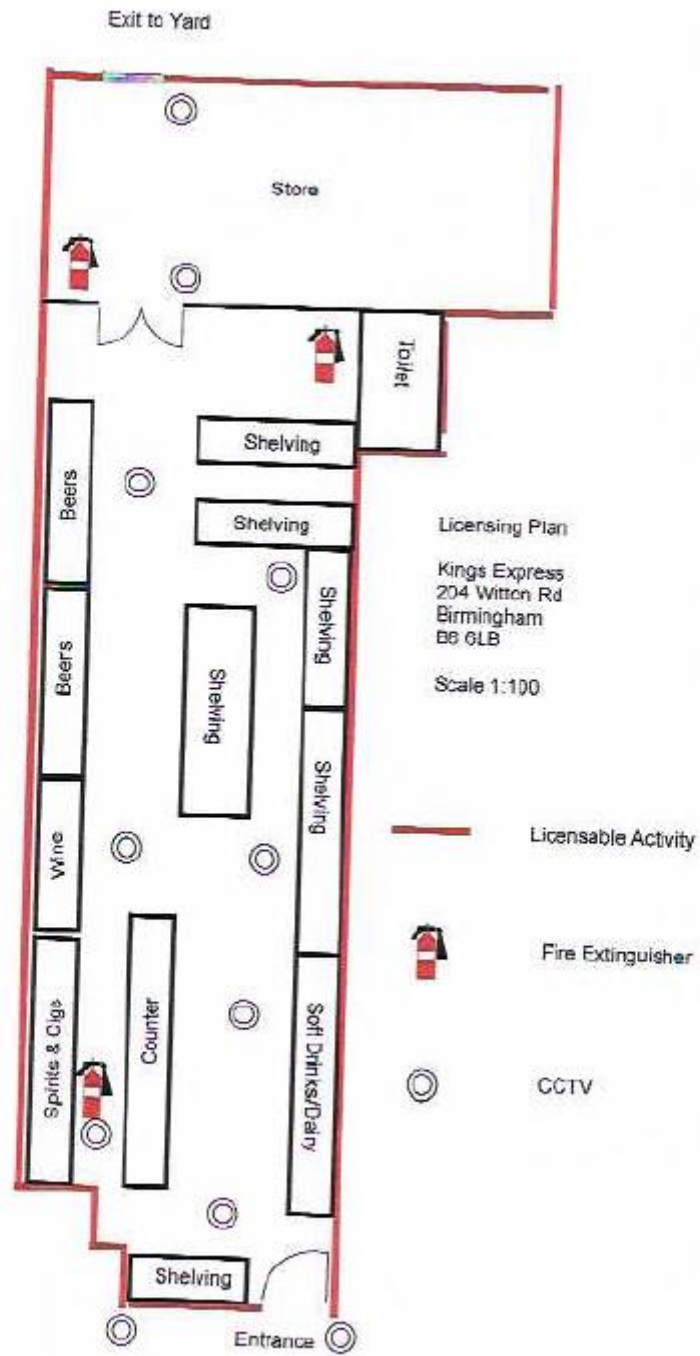 Exit to Yard
Store
Toilet
Shelving
Beers
Shelving
Licensing Plan
Kings Express
204 Witton Rd
Birmingham
B6 6LB
Scale 1:100
Shelving
Beers
Shelving
Shelving
Wine
Licensable Activity
Fire Extinguisher
Spirits & Cigs
Counter
Soft Drinks/Dairy
CCTV
Shelving
Entrance